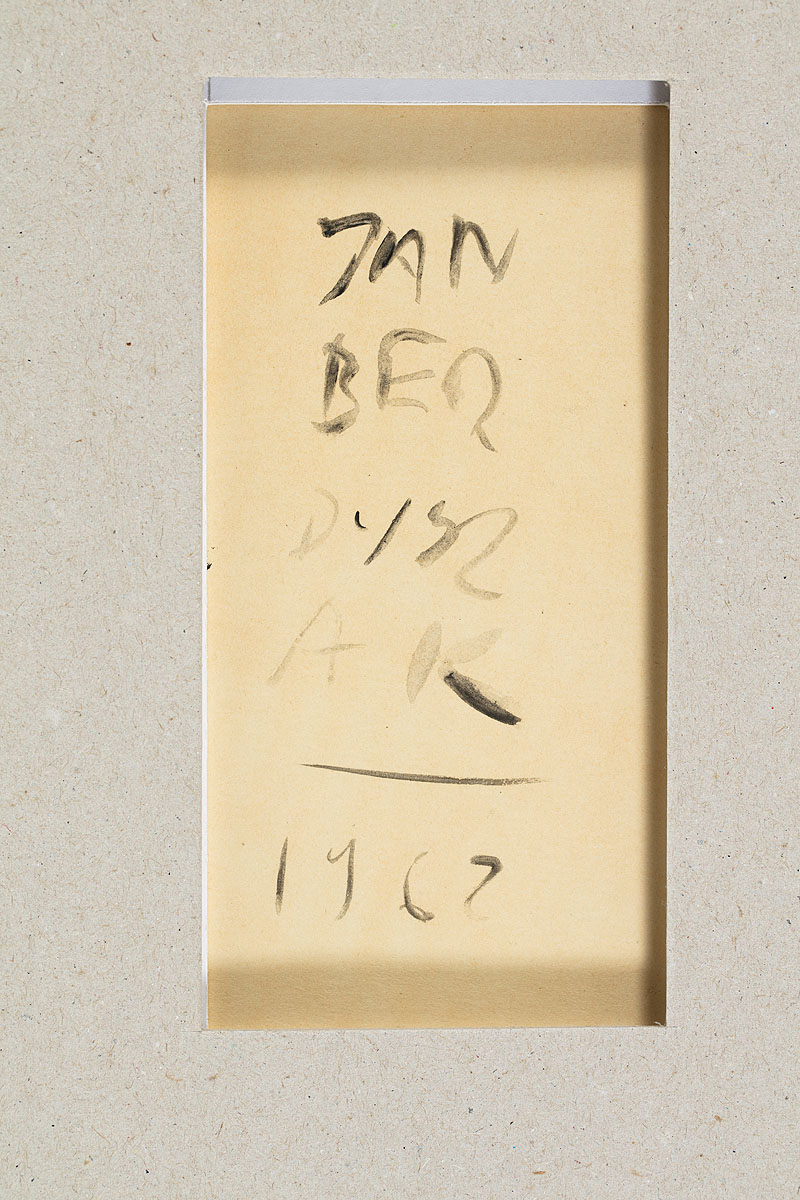 JAN
BER
DYSZ
AK
1962